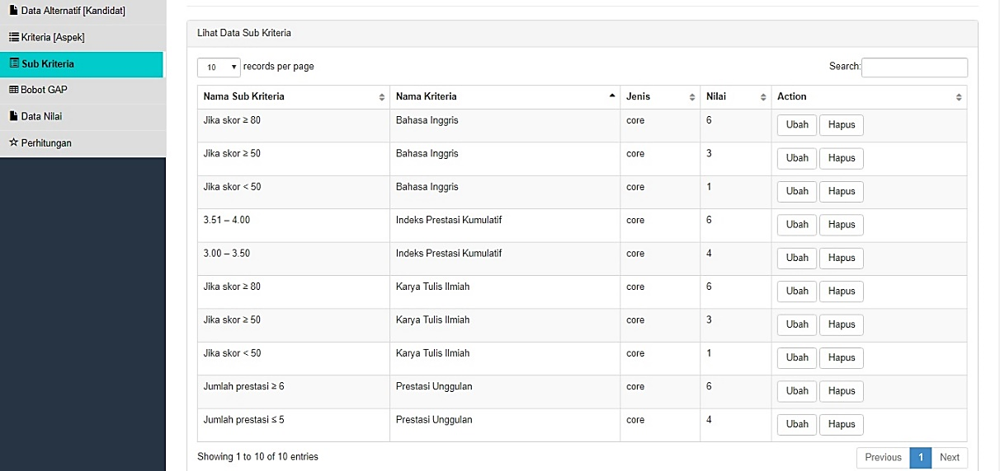 Data Alternatif [Kandidat]
Kriteria [Aspek]
Sub Kriteria
Bobot GAP
Data Nilai
Perhitungan
Lihat Data Sub Kriteria
10 records per page Search:
Nama Sub Kriteria Nama Kriteria Jenis Nilai Action
Jika skor ≥ 80 Bahasa Inggris core 6 Ubah Hapus
Jika skor ≥ 50 Bahasa Inggris core 3 Ubah Hapus
Jika skor < 50 Bahasa Inggris core 1 Ubah Hapus
3.51 – 4.00 Indeks Prestasi Kumulatif core 6 Ubah Hapus
3.00 – 3.50 Indeks Prestasi Kumulatif core 4 Ubah Hapus
Jika skor ≥ 80 Karya Tulis Ilmiah core 6 Ubah Hapus
Jika skor ≥ 50 Karya Tulis Ilmiah core 3 Ubah Hapus
Jika skor < 50 Karya Tulis Ilmiah core 1 Ubah Hapus
Jumlah prestasi ≥ 6 Prestasi Unggulan core 6 Ubah Hapus
Jumlah prestasi ≤ 5 Prestasi Unggulan core 4 Ubah Hapus
Showing 1 to 10 of 10 entries Previous 1 Next